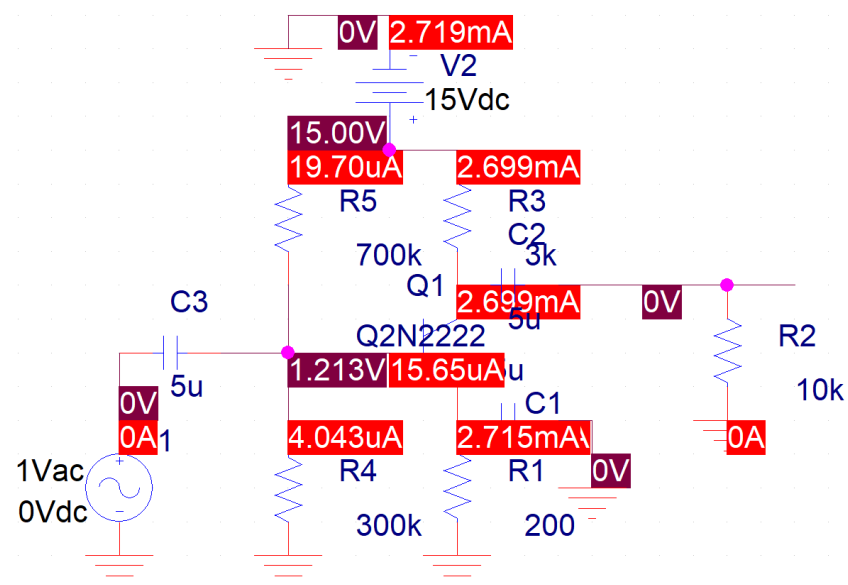 0V 2.719mA
V2
15Vdc
15.00V
19.70uA 2.699mA
R5 R3
C2
700k 3k
Q1
C3 2.699mA 0V
5u
Q2N2222 R2
1.213V 15.65uA u
5u C1 10k
0V
0A 1 4.043uA 2.715mA 0A
1Vac R4 R1 0V
0Vdc
300k 200